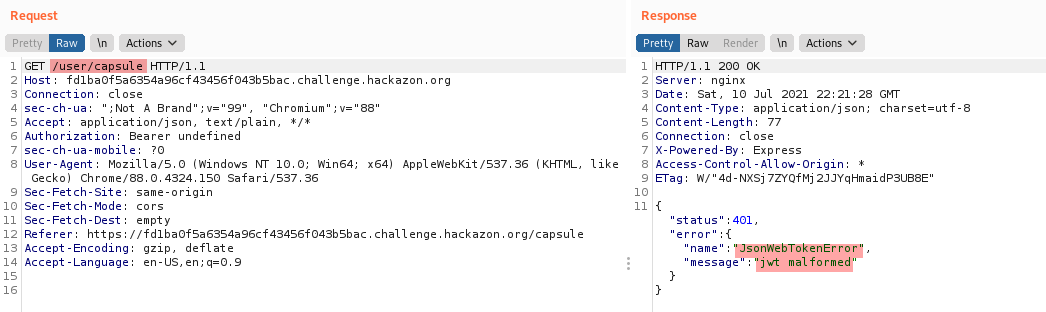 Request
Pretty Raw \n Actions
1 GET /user/capsule HTTP/1.1
2 Host: fd1ba0f5a6354a96cf43456f043b5bac.challenge.hackazon.org
3 Connection: close
4 sec-ch-ua: ";Not A Brand";v="99", "Chromium";v="88"
5 Accept: application/json, text/plain, */*
6 Authorization: Bearer undefined
7 sec-ch-ua-mobile: ?0
8 User-Agent: Mozilla/5.0 (Windows NT 10.0; Win64; x64) AppleWebKit/537.36 (KHTML, like
Gecko) Chrome/88.0.4324.150 Safari/537.36
9 Sec-Fetch-Site: same-origin
10 Sec-Fetch-Mode: cors
11 Sec-Fetch-Dest: empty
12 Referer: https://fd1ba0f5a6354a96cf43456f043b5bac.challenge.hackazon.org/capsule
13 Accept-Encoding: gzip, deflate
14 Accept-Language: en-US,en;q=0.9
15
16
Response
Pretty Raw Render \n Actions
1 HTTP/1.1 200 OK
2 Server: nginx
3 Date: Sat, 10 Jul 2021 22:21:28 GMT
4 Content-Type: application/json; charset=utf-8
5 Content-Length: 77
6 Connection: close
7 X-Powered-By: Express
8 Access-Control-Allow-Origin: *
9 ETag: W/"4d-NXSj7ZYQfMj2JJYqHmaidP3UB8E"
10
11 {
"status":401,
"error":{
"name":"JsonWebTokenError",
"message":"jwt malformed"
}
}